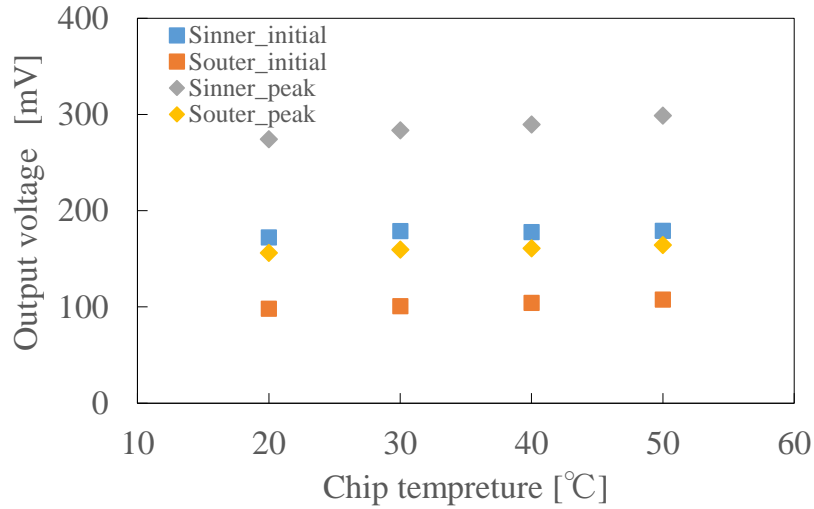 400
300
200
100
0
Output voltage [mV]
Sinner_initial
Souter_initial
Sinner_peak
Souter_peak
10 20 30 40 50 60
Chip tempreture [℃]